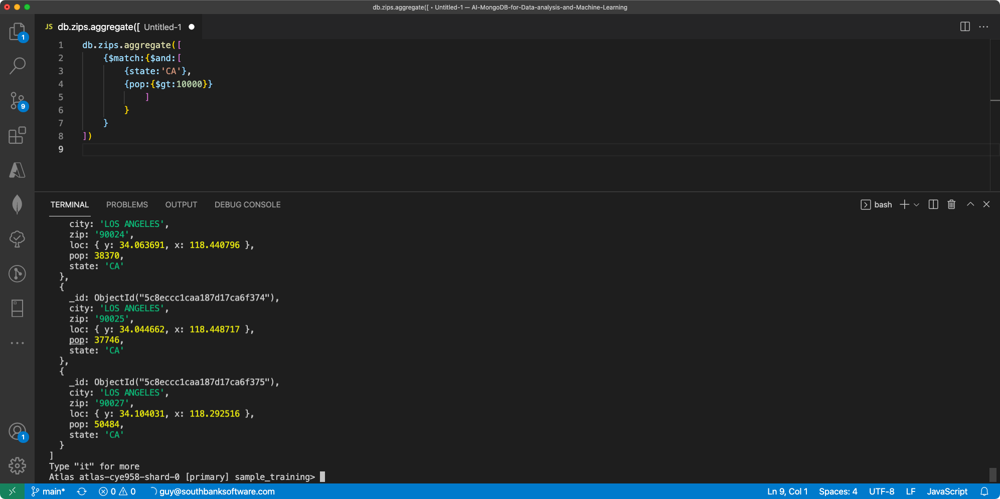 db.zips.aggregate([ • Untitled-1 — AI-MongoDB-for-Data-analysis-and-Machine-Learning
JS db.zips.aggregate([ Untitled-1
1 db.zips.aggregate([
2 {$match:{$and:[
3 {state:'CA'},
4 {pop:{$gt:10000}}
5 ]
6 }
7 }
8 ])
9
1
9
1
TERMINAL PROBLEMS OUTPUT DEBUG CONSOLE bash
city: 'LOS ANGELES',
zip: '90024',
loc: { y: 34.063691, x: 118.440796 },
pop: 38370,
state: 'CA'
},
{
_id: ObjectId("5c8eccc1caa187d17ca6f374"),
city: 'LOS ANGELES',
zip: '90025',
loc: { y: 34.044662, x: 118.448717 },
pop: 37746,
state: 'CA'
},
{
_id: ObjectId("5c8eccc1caa187d17ca6f375"),
city: 'LOS ANGELES',
zip: '90027',
loc: { y: 34.104031, x: 118.292516 },
pop: 50484,
state: 'CA'
}
]
Type "it" for more
Atlas atlas-cye958-shard-0 [primary] sample_training>
main* 0 0 guy@southbanksoftware.com Ln 9, Col 1 Spaces: 4 UTF-8 LF JavaScript